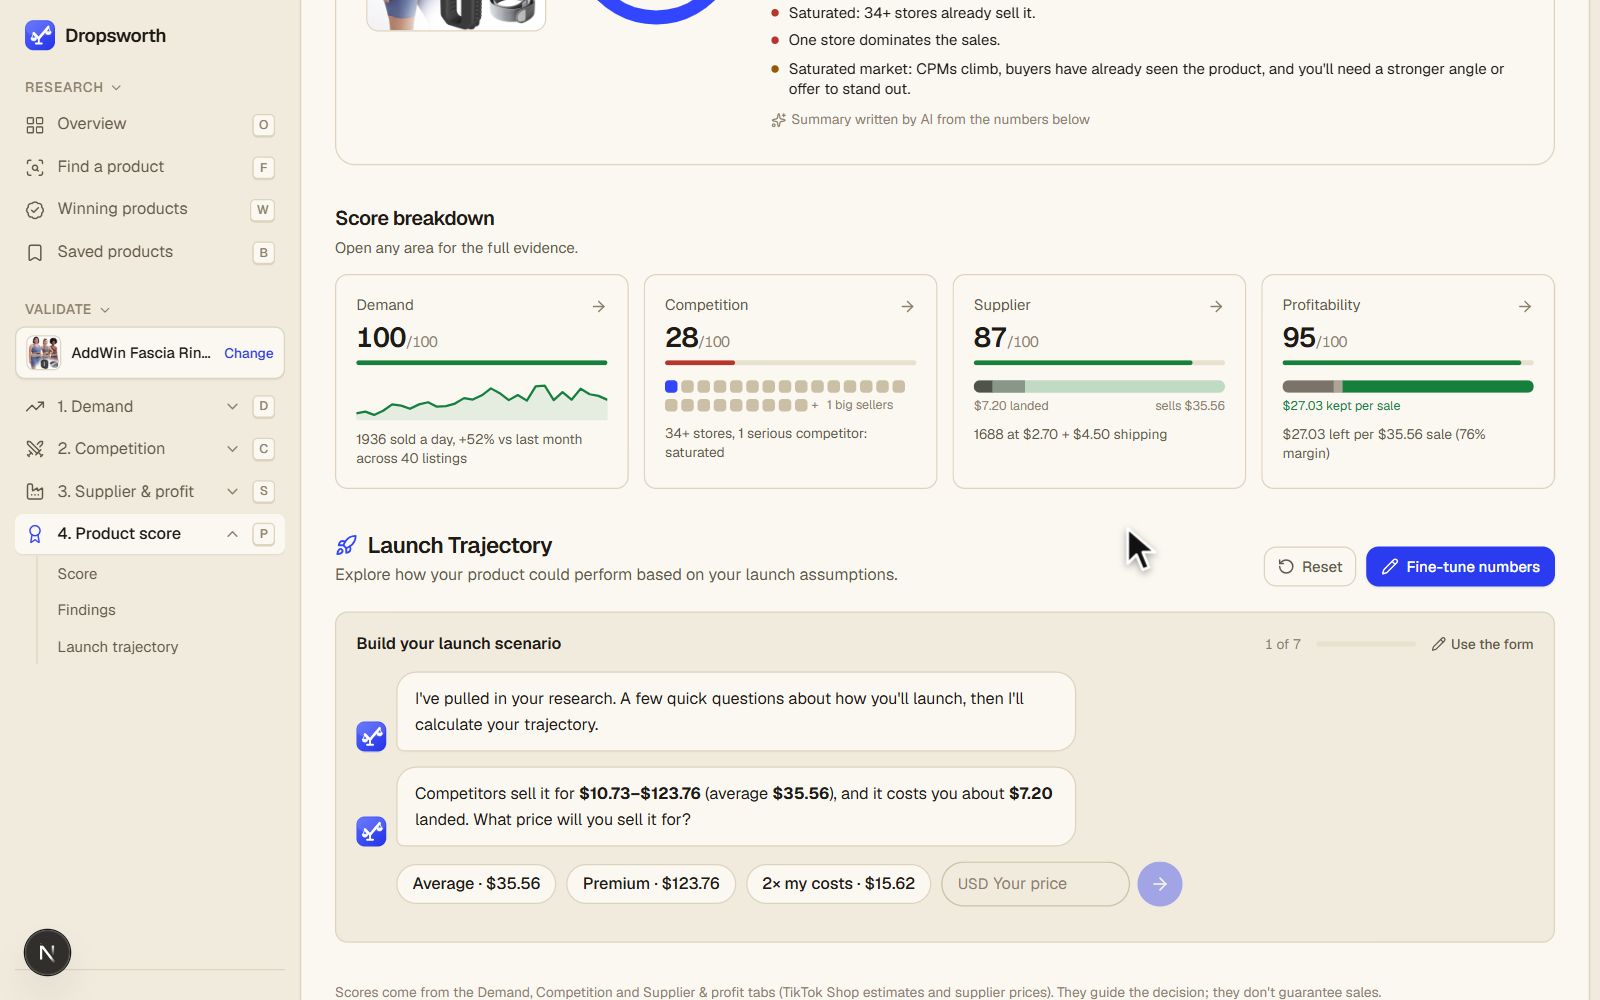 Dropsworth
RESEARCH
Overview
O
Find a product
F
Winning products
W
Saved products
B
VALIDATE
AddWin Fascia Rin...
Change
1. Demand
D
2. Competition
C
3. Supplier & profit
S
4. Product score
P
Score
Findings
Launch trajectory
N
Saturated: 34+ stores already sell it.
One store dominates the sales.
Saturated market: CPMs climb, buyers have already seen the product, and you'll need a stronger angle or
offer to stand out.
Summary written by AI from the numbers below
Score breakdown
Open any area for the full evidence.
Demand
100/100
1936 sold a day, +52% vs last month
across 40 listings
Competition
28/100
+ 1 big sellers
34+ stores, 1 serious competitor:
saturated
Supplier
87/100
$7.20 landed
sells $35.56
1688 at $2.70 + $4.50 shipping
Profitability
95/100
$27.03 kept per sale
$27.03 left per $35.56 sale (76%
margin)
Launch Trajectory
Explore how your product could perform based on your launch assumptions.
Reset
Fine-tune numbers
Build your launch scenario
1 of 7
Use the form
I've pulled in your research. A few quick questions about how you'll launch, then I'll
calculate your trajectory.
Competitors sell it for $10.73–$123.76 (average $35.56), and it costs you about $7.20
landed. What price will you sell it for?
Average · $35.56
Premium · $123.76
2× my costs · $15.62
USD Your price
Scores come from the Demand, Competition and Supplier & profit tabs (TikTok Shop estimates and supplier prices). They guide the decision; they don't guarantee sales.